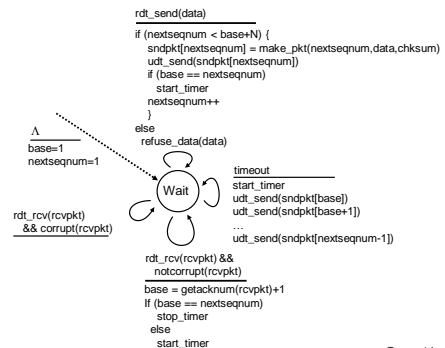 rdt_send(data)
if (nextseqnum < base+N) {
sndpkt[nextseqnum] = make_pkt(nextseqnum,data,chksum)
udt_send(sndpkt[nextseqnum])
if (base == nextseqnum)
start_timer
nextseqnum++
}
else
refuse_data(data)
Λ
base=1
nextseqnum=1
Wait
timeout
start_timer
udt_send(sndpkt[base])
udt_send(sndpkt[base+1])
…
udt_send(sndpkt[nextseqnum-1])
rdt_rcv(rcvpkt)
&& corrupt(rcvpkt)
rdt_rcv(rcvpkt) &&
notcorrupt(rcvpkt)
base = getacknum(rcvpkt)+1
If (base == nextseqnum)
stop_timer
else
start_timer